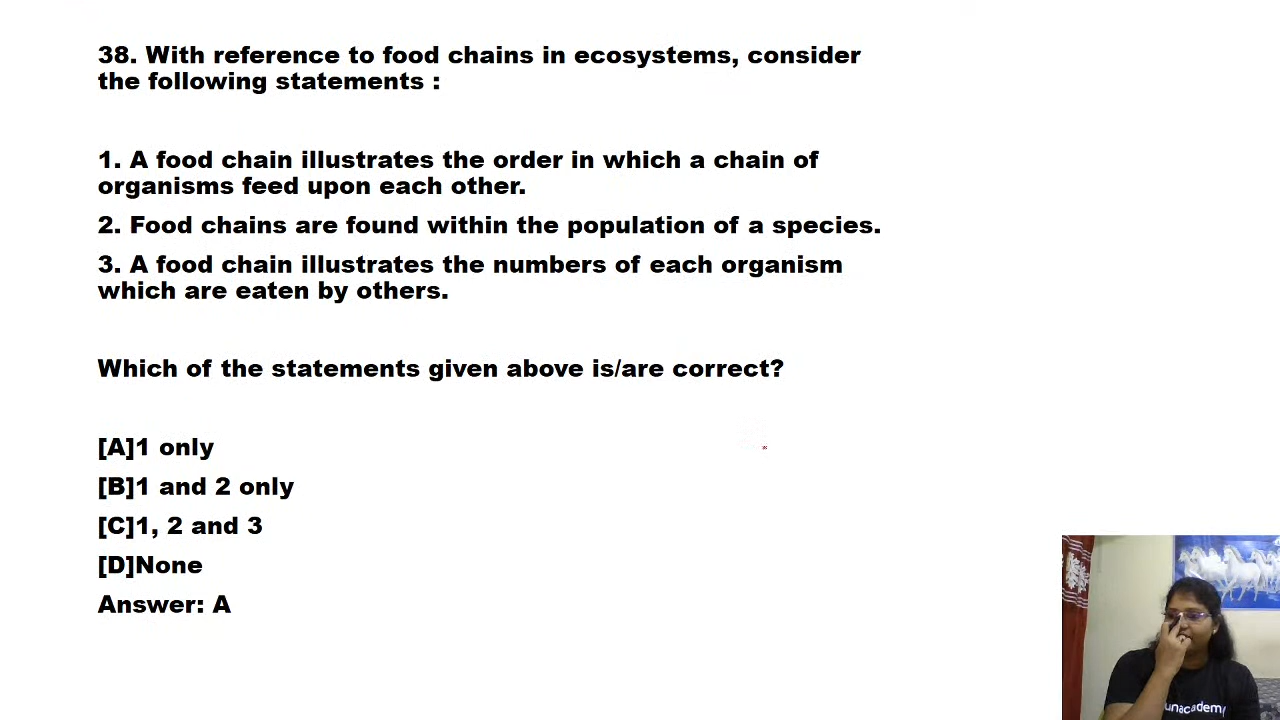 38. With reference to food chains in ecosystems, consider
the following statements :
1. A food chain illustrates the order in which a chain of
organisms feed upon each other.
2. Food chains are found within the population of a species.
3. A food chain illustrates the numbers of each organism
which are eaten by others.
Which of the statements given above is/are correct?
[A]1 only
[B]1 and 2 only
[C]1, 2 and 3
[D]None
Answer: A
unacademy